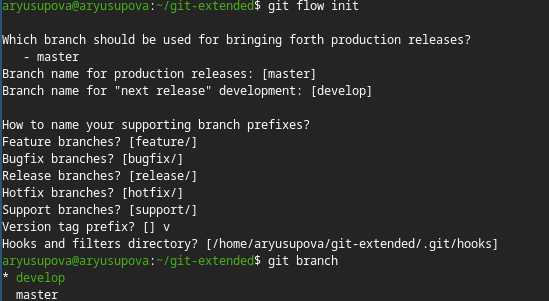 aryusupova@aryusupova:~/git-extended$ git flow init

Which branch should be used for bringing forth production releases?
   - master
Branch name for production releases: [master]
Branch name for "next release" development: [develop]

How to name your supporting branch prefixes?
Feature branches? [feature/]
Bugfix branches? [bugfix/]
Release branches? [release/]
Hotfix branches? [hotfix/]
Support branches? [support/]
Version tag prefix? [] v
Hooks and filters directory? [/home/aryusupova/git-extended/.git/hooks]
aryusupova@aryusupova:~/git-extended$ git branch
* develop
  master